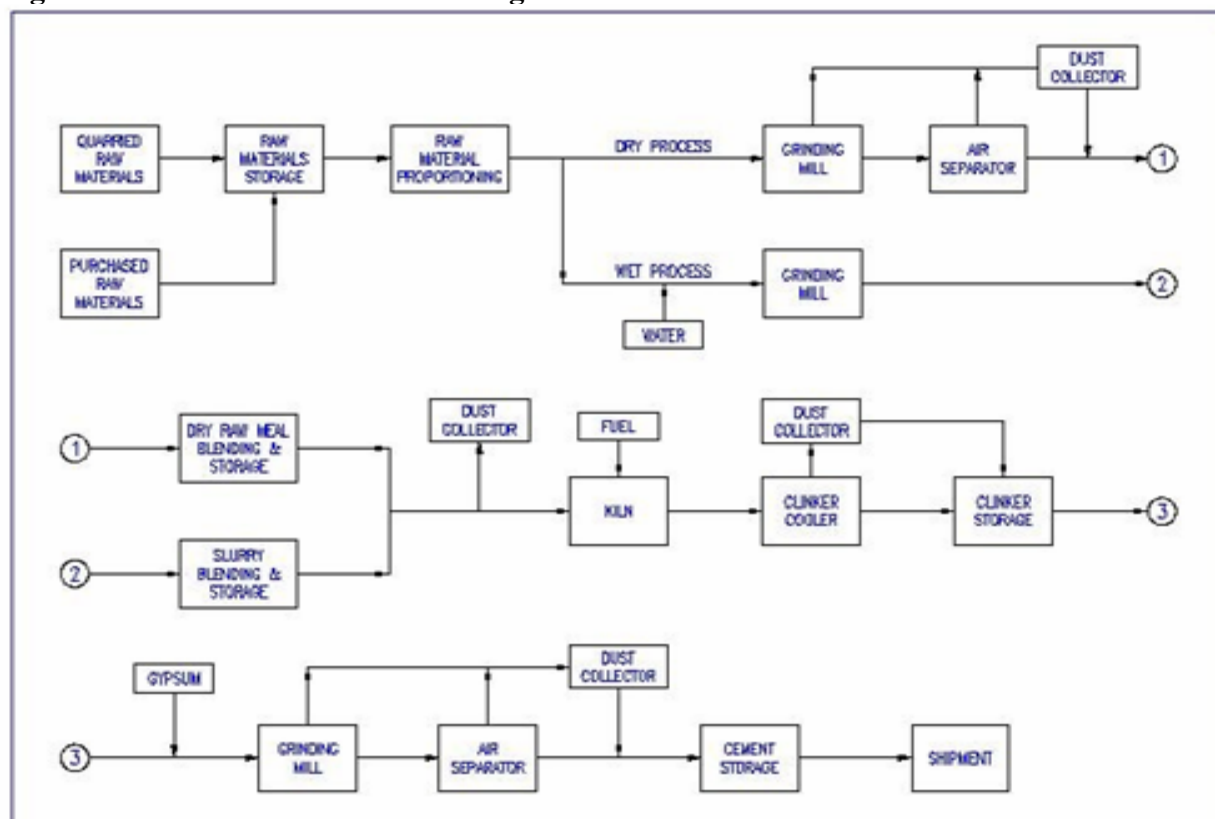 DUST
COLLECTOR
QUARRIED
RAW
MATERIALS
RAW
MATERIALS
STORAGE
RAW
MATERIAL
PROPORTIONING
DRY PROCESS
GRINDING
MILL
AIR
SEPARATOR
1
PURCHASED
RAW
MATERIALS
WET PROCESS
GRINDING
MILL
2
WATER
DUST
COLLECTOR
FUEL
DUST
COLLECTOR
1
DRY RAW MEAL
BLENDING &
STORAGE
KILN
CLINKER
COOLER
CLINKER
STORAGE
3
2
SLURRY
BLENDING &
STORAGE
GYPSUM
DUST
COLLECTOR
3
GRINDING
MILL
AIR
SEPARATOR
CEMENT
STORAGE
SHIPMENT